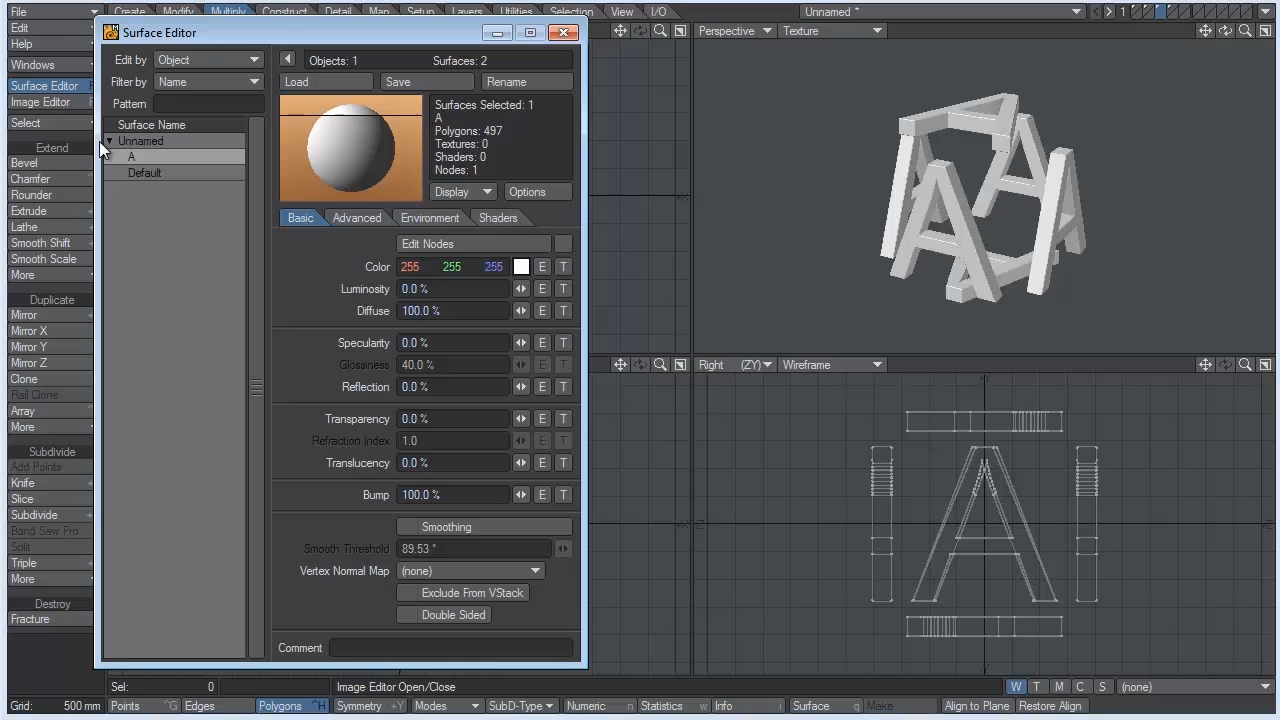 File
Create
Modify
Multiply
Construct
Detail
Map
Setup
Layers
Utilities
Selection
View
I/O
Unnamed *
1
Edit
Help
Windows
Surface Editor
Image Editor
Select
Extend
Bevel
Chamfer
Rounder
Extrude
Lathe
Smooth Shift
Smooth Scale
More
Duplicate
Mirror
Mirror X
Mirror Y
Mirror Z
Clone
Rail Clone
Array
More
Subdivide
Add Points
Knife
Slice
Subdivide
Band Saw Pro
Split
Triple
More
Destroy
Fracture
Surface Editor
Edit by Object
Filter by Name
Pattern
Surface Name
Unnamed
A
Default
Objects: 1 Surfaces: 2
Load Save Rename
Surfaces Selected: 1
A
Polygons: 497
Textures: 0
Shaders: 0
Nodes: 1
Display Options
Basic Advanced Environment Shaders
Edit Nodes
Color 255 255 255 E T
Luminosity 0.0 % E T
Diffuse 100.0 % E T
Specularity 0.0 % E T
Glossiness 40.0 % E T
Reflection 0.0 % E T
Transparency 0.0 % E T
Refraction Index 1.0 E T
Translucency 0.0 % E T
Bump 100.0 % E T
Smoothing
Smooth Threshold 89.53 °
Vertex Normal Map (none)
Exclude From VStack
Double Sided
Comment
Perspective Texture
Right (ZY) Wireframe
Sel: 0 Image Editor Open/Close W T M C S (none)
Grid: 500 mm Points ^G Edges Polygons ^H Symmetry +Y Modes SubD-Type Numeric n Statistics w Info i Surface q Make Align to Plane Restore Align